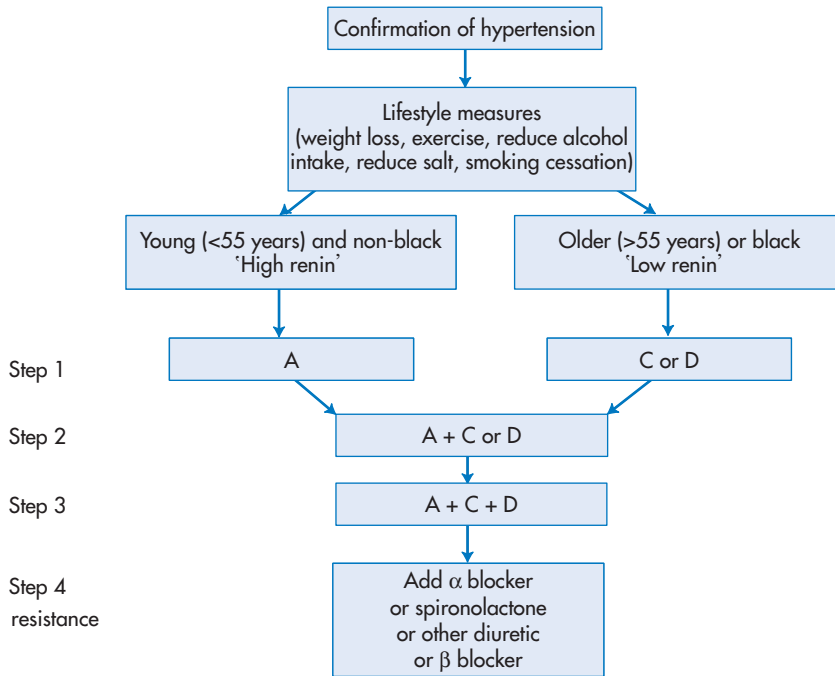 Confirmation of hypertension
Lifestyle measures
(weight loss, exercise, reduce alcohol
intake, reduce salt, smoking cessation)
Young (<55 years) and non-black
‘High renin’
Older (>55 years) or black
‘Low renin’
Step 1
A
C or D
Step 2
A + C or D
Step 3
A + C + D
Step 4
resistance
Add α blocker
or spironolactone
or other diuretic
or β blocker